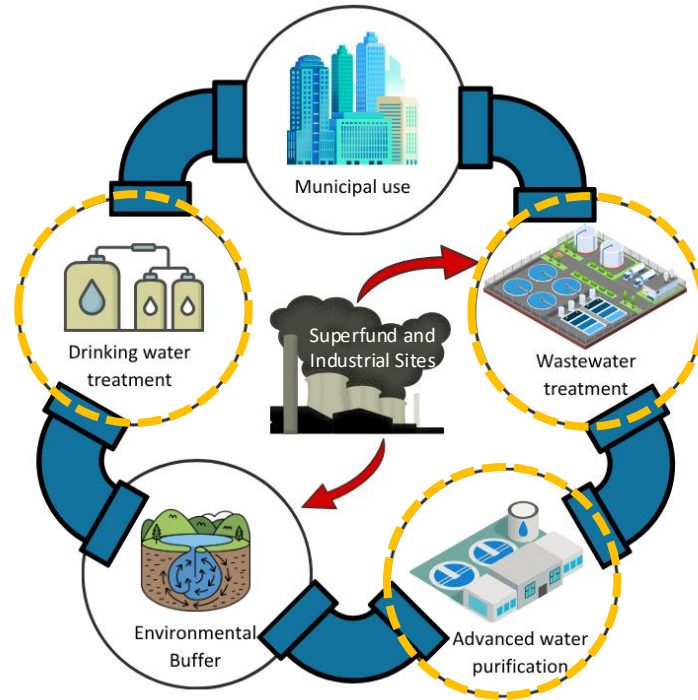 Municipal use
Drinking water
treatment
Superfund and
Industrial Sites
Wastewater
treatment
Environmental
Buffer
Advanced water
purification